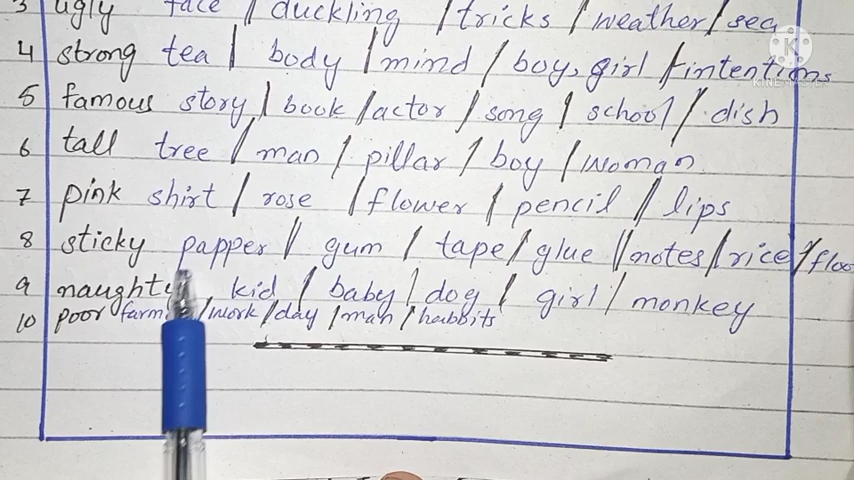 3 ugly face / duckling / tricks / weather / sea
4 strong tea / body / mind / boy, girl / intentions
5 famous story / book / actor / song / school / dish
6 tall tree / man / pillar / boy / woman
7 pink shirt / rose / flower / pencil / lips
8 sticky papper / gum / tape / glue / notes / rice / floo
9 naughty kid / baby / dog / girl / monkey
10 poor / work / day / man / habbits
K